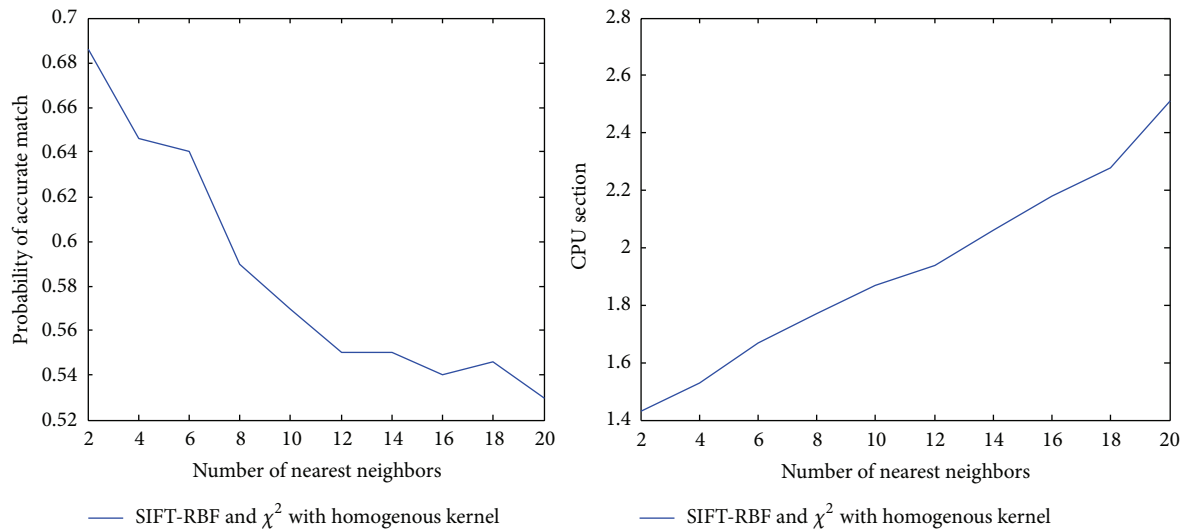 0.7
0.68
0.66
0.64
0.62
0.6
0.58
0.56
0.54
0.52
Probability of accurate match
2 4 6 8 10 12 14 16 18 20
Number of nearest neighbors
SIFT-RBF and χ² with homogenous kernel
2.8
2.6
2.4
2.2
2
1.8
1.6
1.4
CPU section
2 4 6 8 10 12 14 16 18 20
Number of nearest neighbors
SIFT-RBF and χ² with homogenous kernel